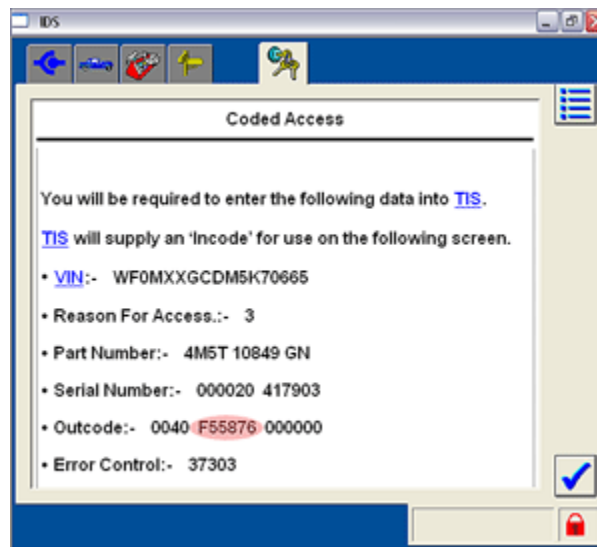 IDS
Coded Access
You will be required to enter the following data into TIS.
TIS will supply an 'Incode' for use on the following screen.
• VIN:- WF0MXXGCDM5K70665
• Reason For Access.:- 3
• Part Number:- 4M5T 10849 GN
• Serial Number:- 000020 417903
• Outcode:- 0040 F55876 000000
• Error Control:- 37303